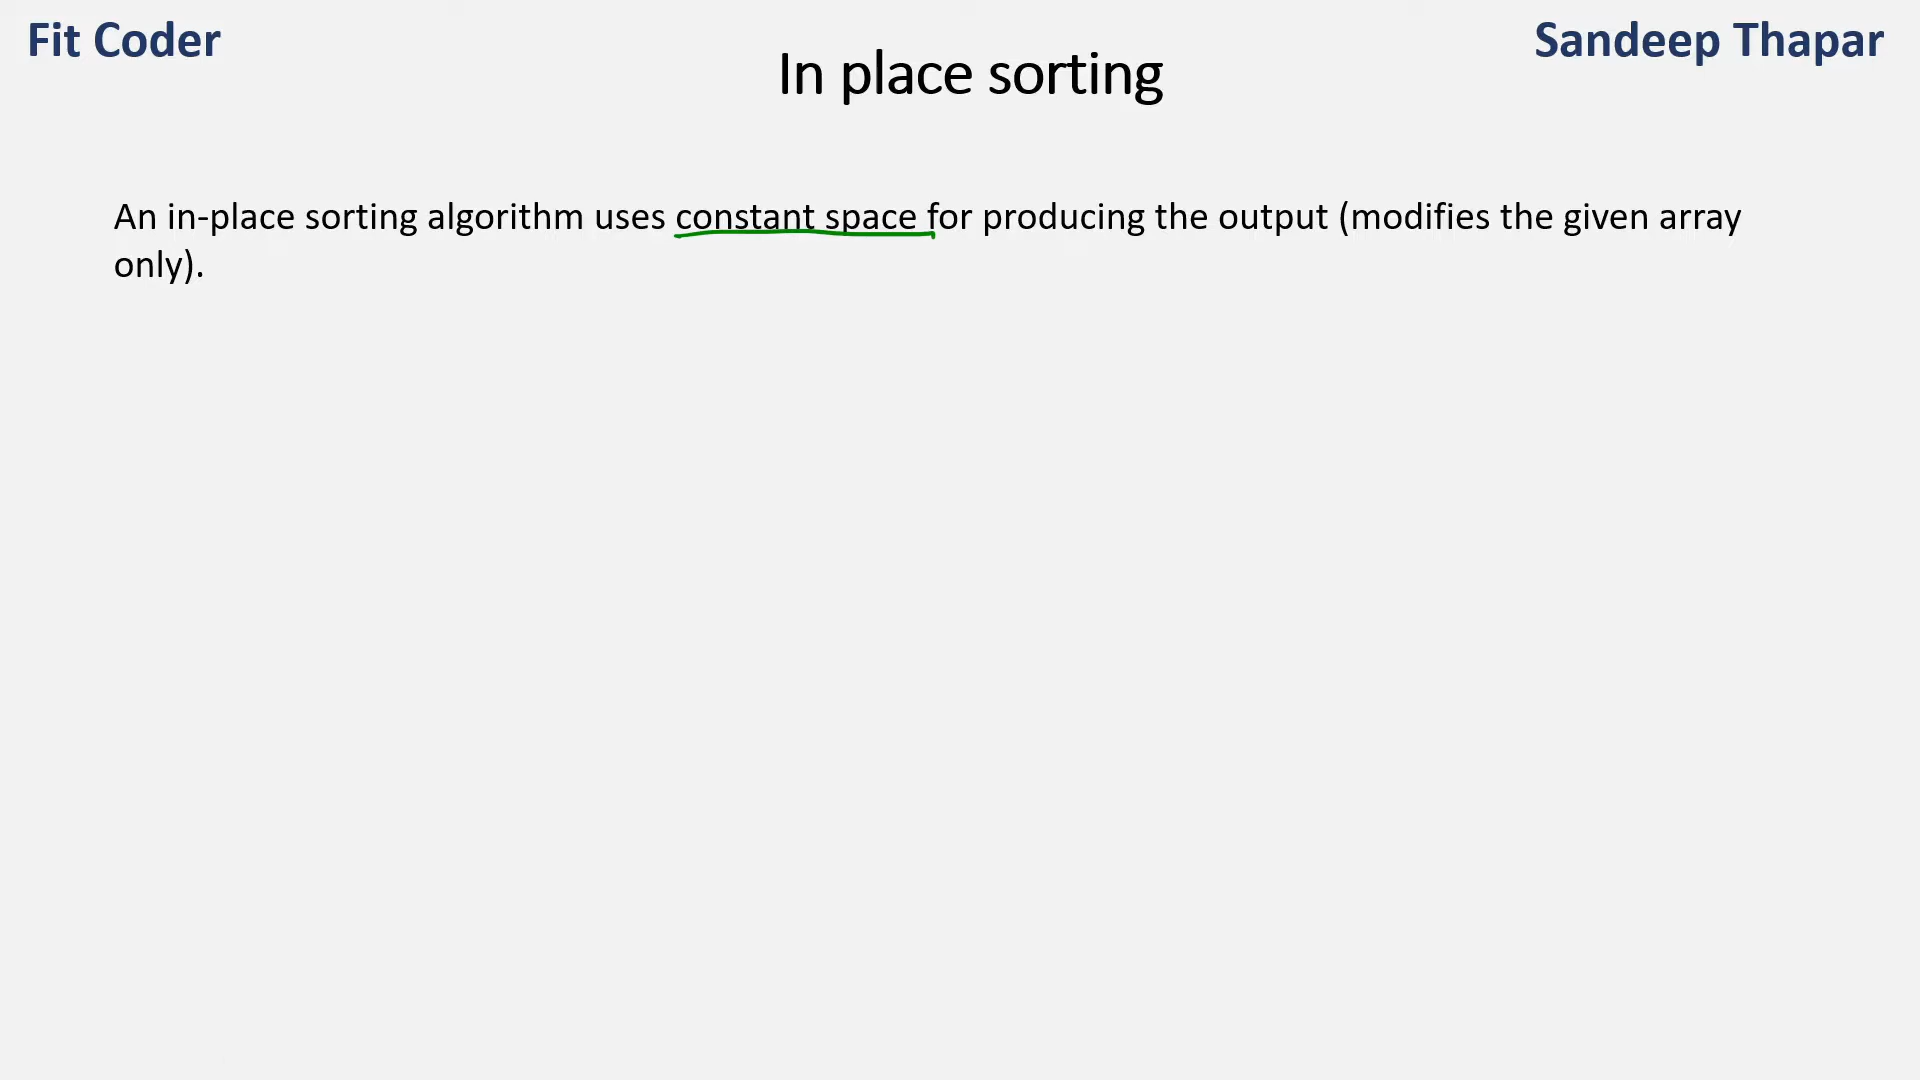 Fit Coder
Sandeep Thapar
In place sorting
An in-place sorting algorithm uses constant space for producing the output (modifies the given array
only).